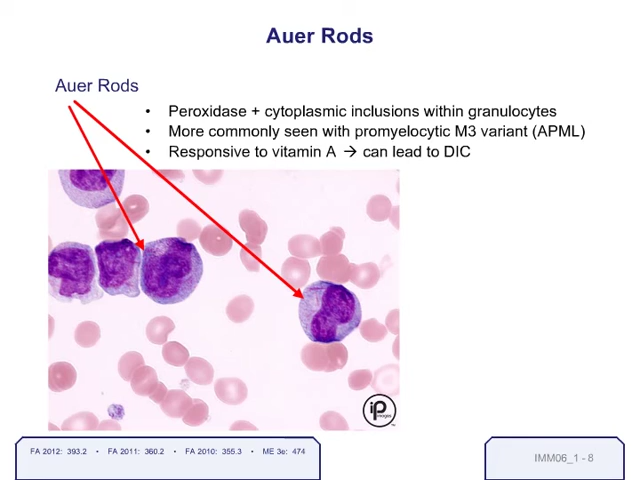 Auer Rods
Auer Rods
• Peroxidase + cytoplasmic inclusions within granulocytes
• More commonly seen with promyelocytic M3 variant (APML)
• Responsive to vitamin A → can lead to DIC
ip
images
FA 2012: 393.2 • FA 2011: 360.2 • FA 2010: 355.3 • ME 3e: 474
IMM06_1 - 8